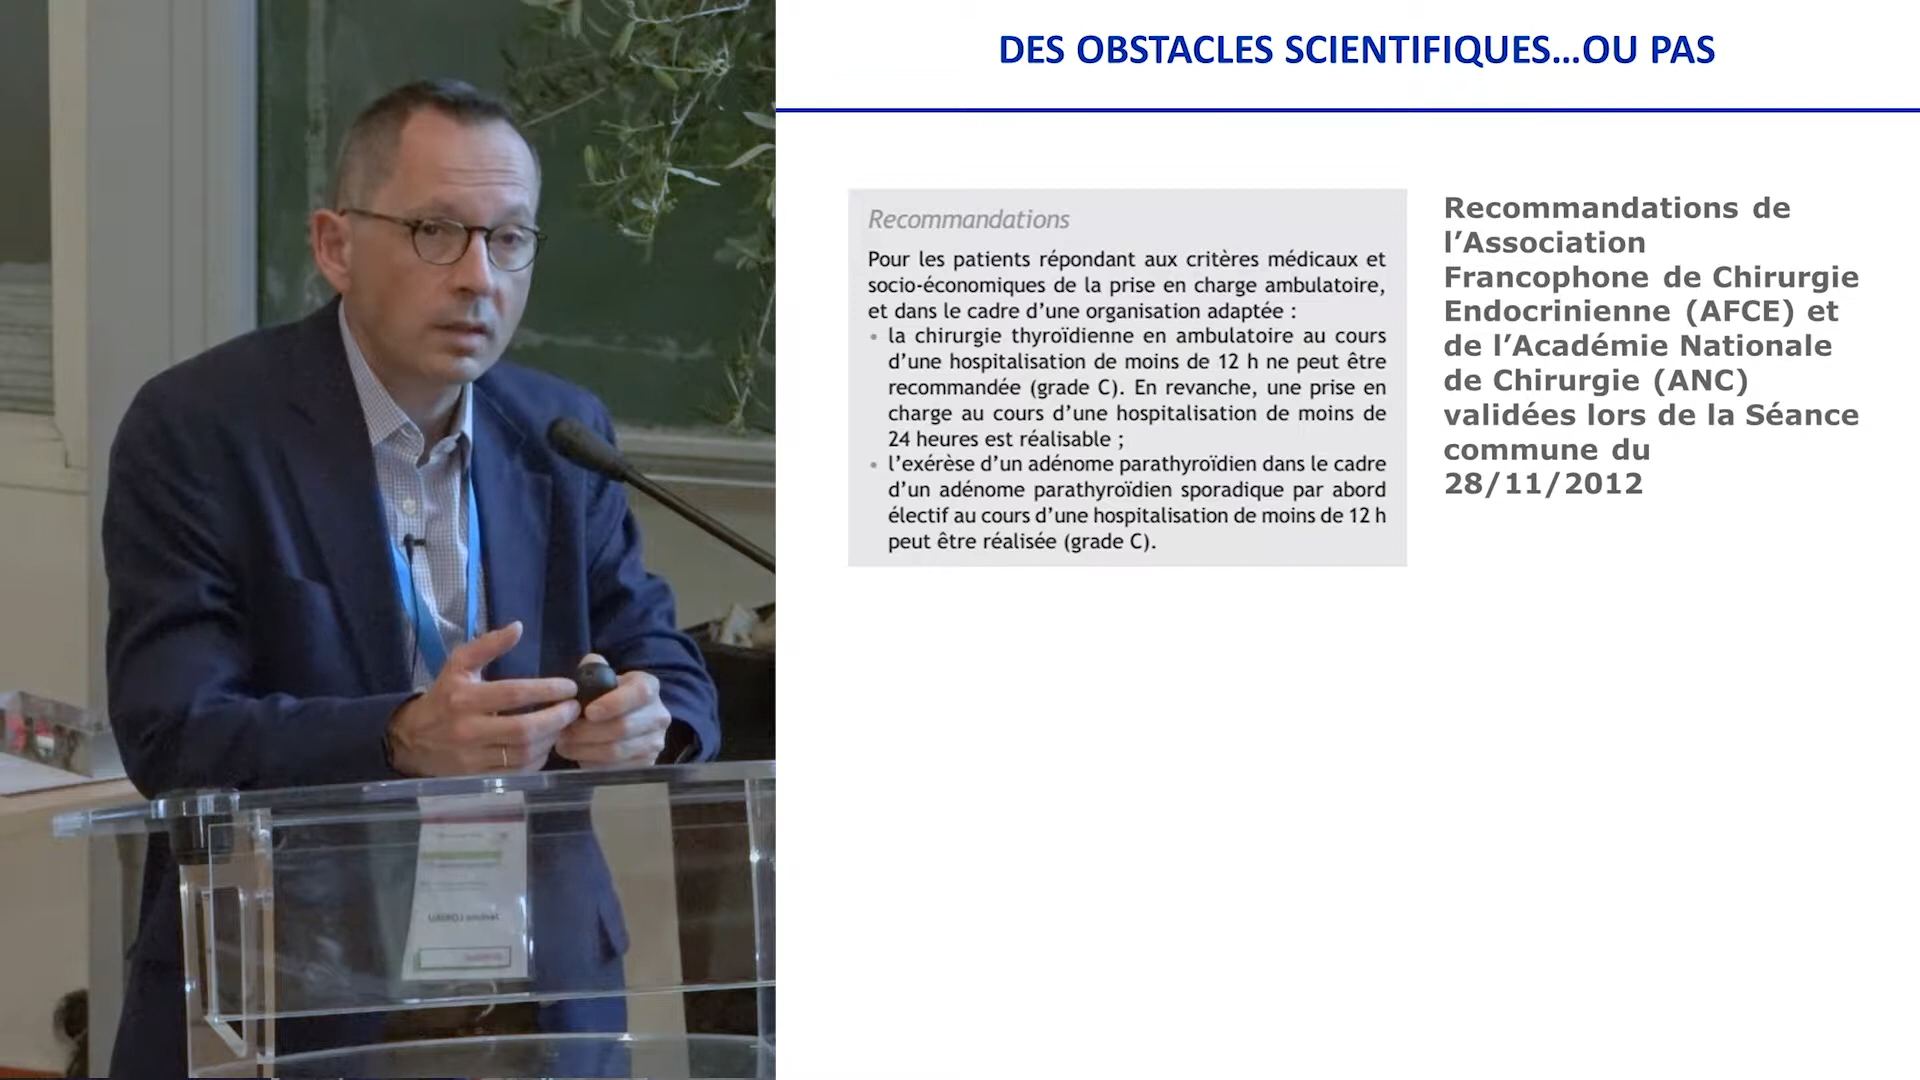 DES OBSTACLES SCIENTIFIQUES...OU PAS
Recommandations
Pour les patients répondant aux critères médicaux et
socio-économiques de la prise en charge ambulatoire,
et dans le cadre d’une organisation adaptée :
• la chirurgie thyroïdienne en ambulatoire au cours
d’une hospitalisation de moins de 12 h ne peut être
recommandée (grade C). En revanche, une prise en
charge au cours d’une hospitalisation de moins de
24 heures est réalisable ;
• l’exérèse d’un adénome parathyroïdien dans le cadre
d’un adénome parathyroïdien sporadique par abord
électif au cours d’une hospitalisation de moins de 12 h
peut être réalisée (grade C).
Recommandations de
l’Association
Francophone de Chirurgie
Endocrinienne (AFCE) et
de l’Académie Nationale
de Chirurgie (ANC)
validées lors de la Séance
commune du
28/11/2012